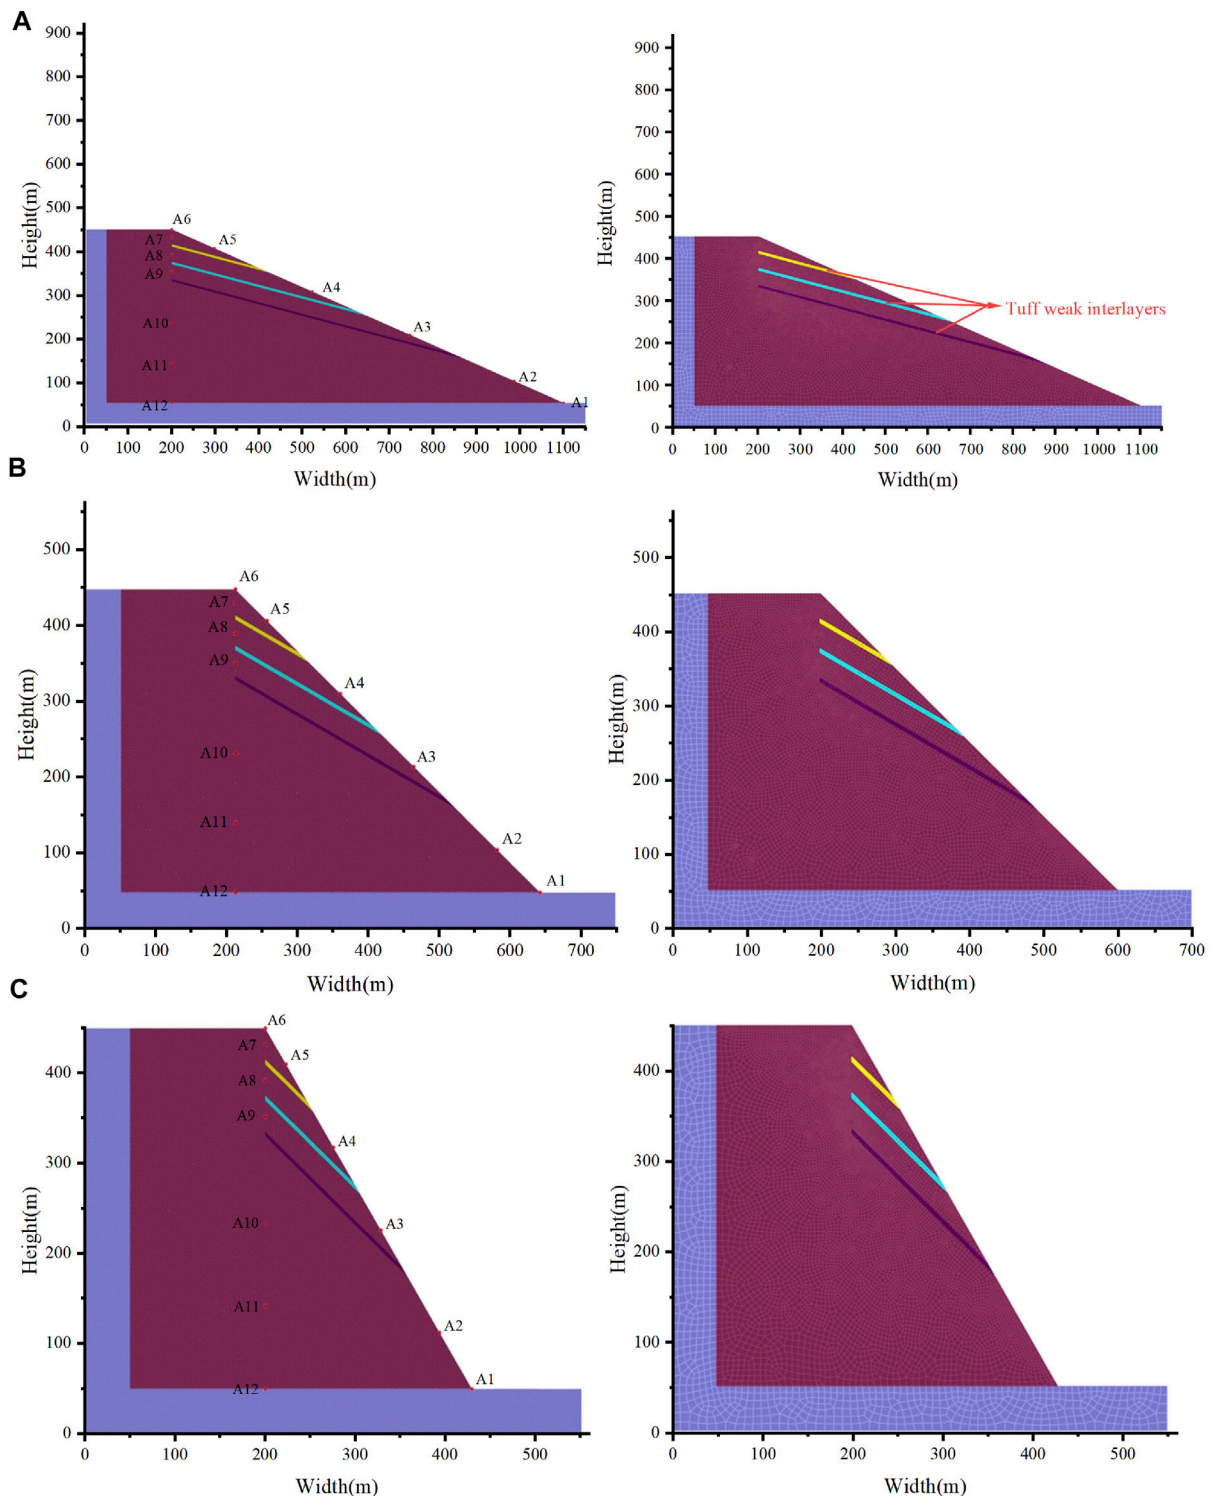 A
900
800
700
600
500
400
300
200
100
0
Height(m)
A6
A7
A5
A8
A9
A4
A10
A3
A11
A2
A12
A1
0 100 200 300 400 500 600 700 800 900 1000 1100
Width(m)
900
800
700
600
500
400
300
200
100
0
Height(m)
Tuff weak interlayers
0 100 200 300 400 500 600 700 800 900 1000 1100
Width(m)
B
500
400
300
200
100
0
Height(m)
A6
A7
A5
A8
A9
A4
A10
A3
A11
A2
A12
A1
0 100 200 300 400 500 600 700
Width(m)
500
400
300
200
100
0
Height(m)
0 100 200 300 400 500 600 700
Width(m)
C
400
300
200
100
0
Height(m)
A6
A7
A5
A8
A9
A4
A10
A3
A11
A2
A12
A1
0 100 200 300 400 500
Width(m)
400
300
200
100
0
Height(m)
0 100 200 300 400 500
Width(m)